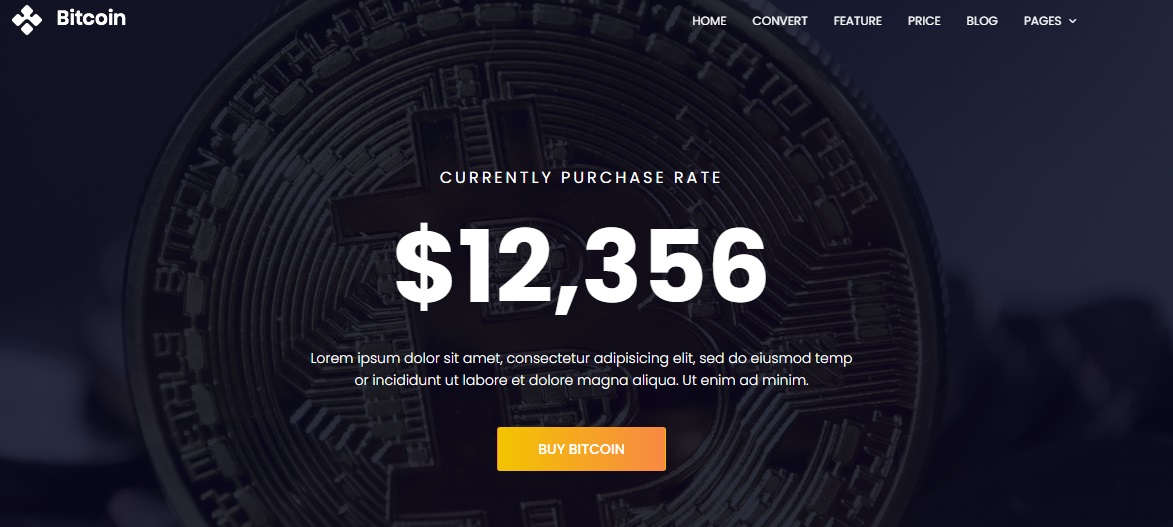 Bitcoin
HOME CONVERT FEATURE PRICE BLOG PAGES
CURRENTLY PURCHASE RATE
$12,356
Lorem ipsum dolor sit amet, consectetur adipisicing elit, sed do eiusmod temp
or incididunt ut labore et dolore magna aliqua. Ut enim ad minim.
BUY BITCOIN